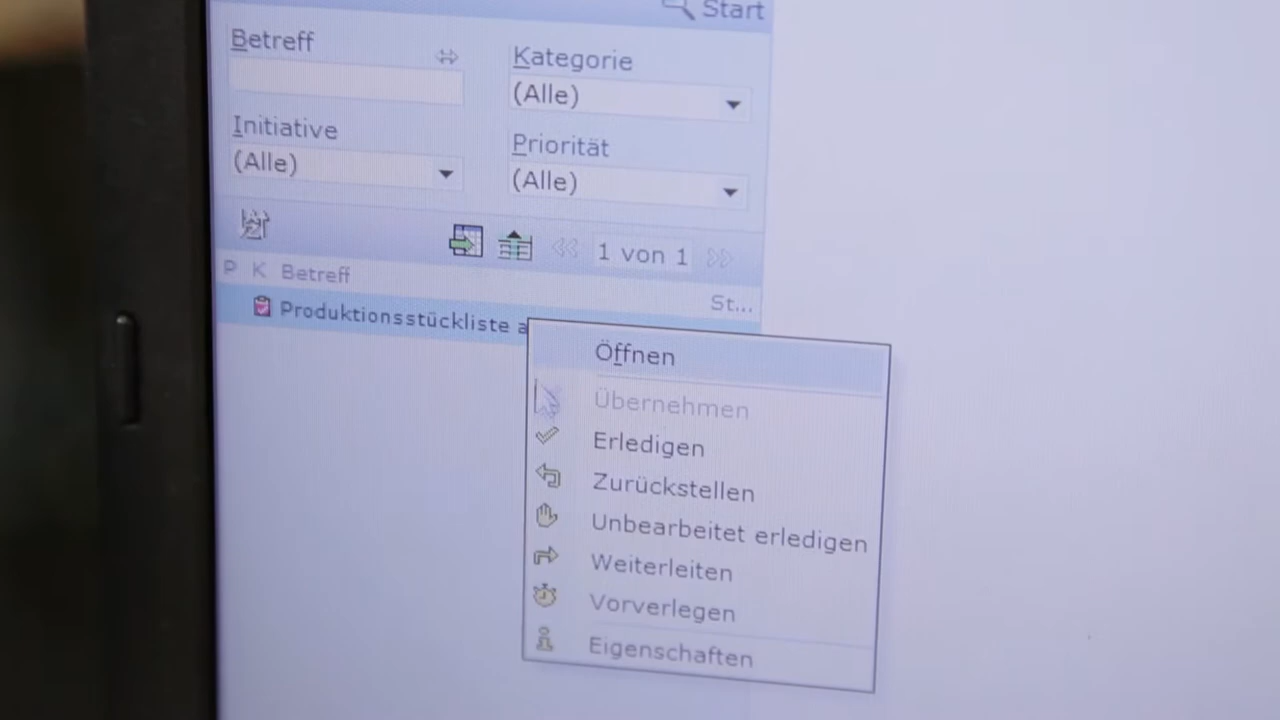 Start
Betreff
Kategorie
(Alle)
Initiative
Priorität
(Alle)
(Alle)
1 von 1
P K Betreff
St...
Produktionsstückliste a
Öffnen
Übernehmen
Erledigen
Zurückstellen
Unbearbeitet erledigen
Weiterleiten
Vorverlegen
Eigenschaften